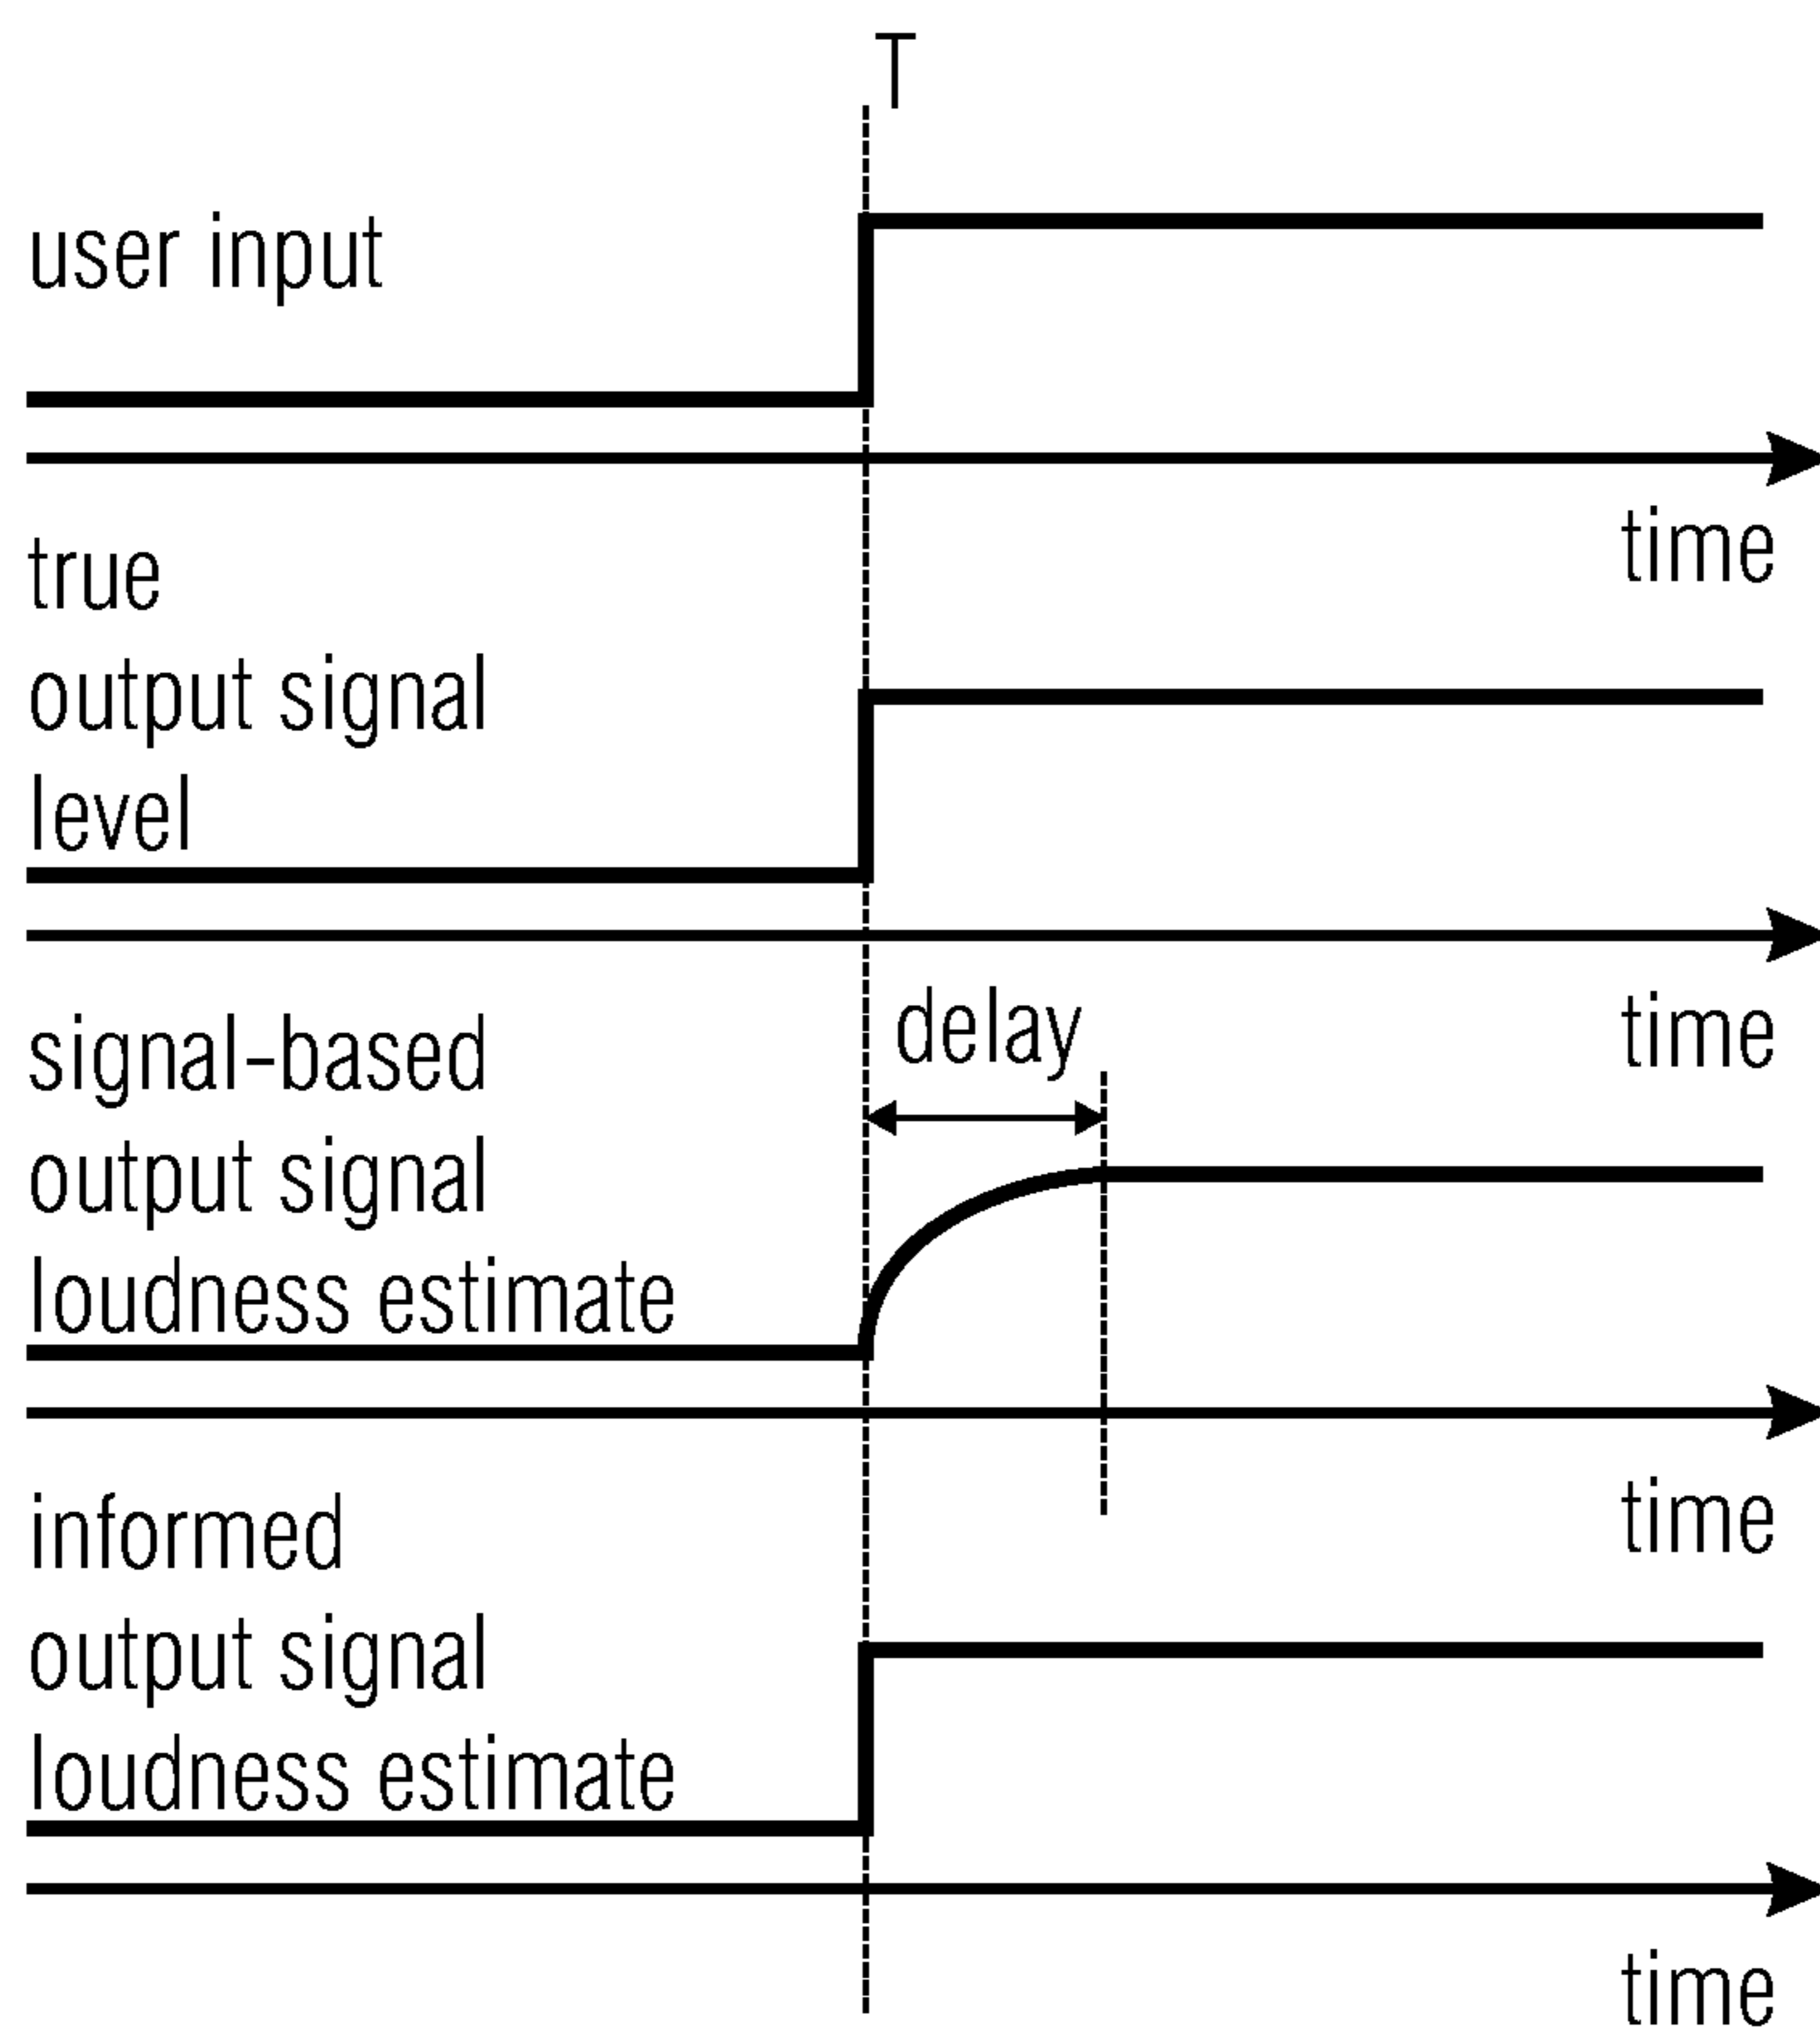 T
user input
time
true
output signal
level
time
delay
signal-based
output signal
loudness estimate
time
informed
output signal
loudness estimate
time